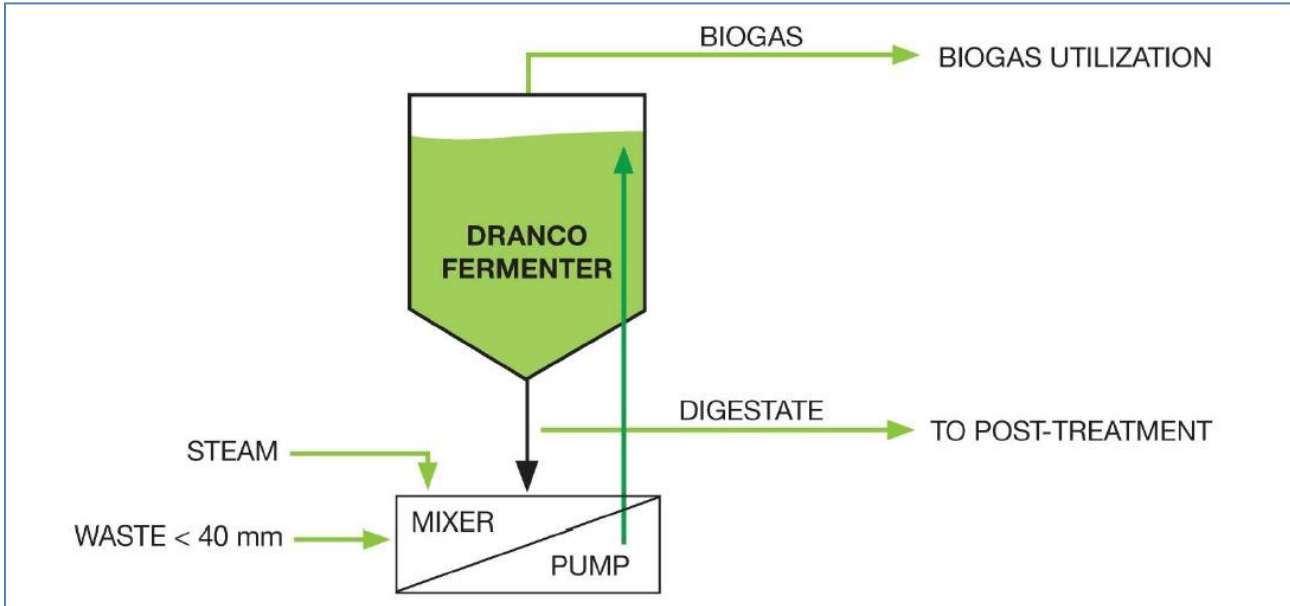 BIOGAS
BIOGAS UTILIZATION
DRANCO
FERMENTER
DIGESTATE
TO POST-TREATMENT
STEAM
MIXER
WASTE < 40 mm
PUMP